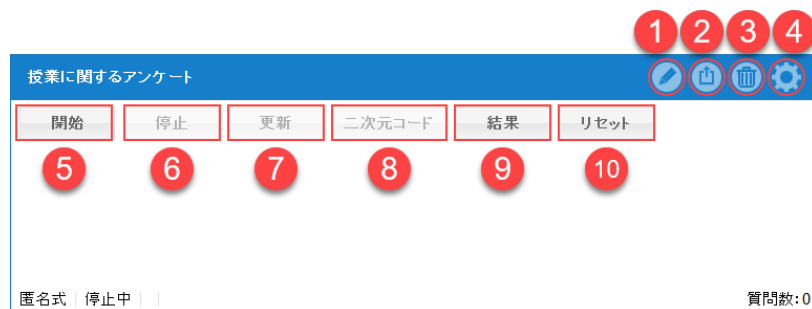 1 2 3 4
授業に関するアンケート
開始 停止 更新 二次元コード 結果 リセット
5 6 7 8 9 10
匿名式 停止中 質問数:0